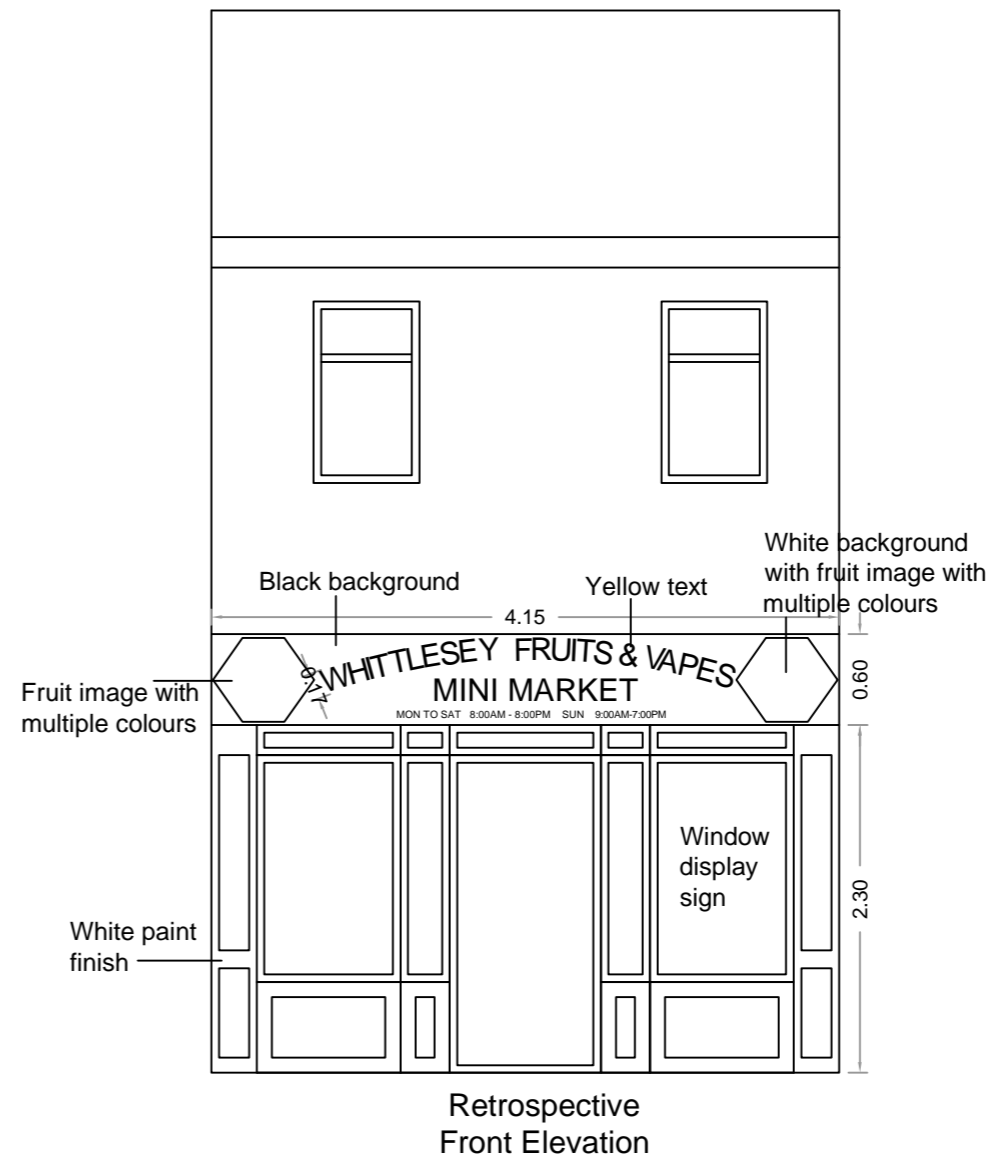 White background
with fruit image with
multiple colours
Black background
Yellow text
4.15
WHITTLESEY FRUITS & VAPES
0.17
MINI MARKET
MON TO SAT 8:00AM - 8:00PM SUN 9:00AM-7:00PM
0.60
Fruit image with
multiple colours
Window
display
sign
2.30
White paint
finish
Retrospective
Front Elevation